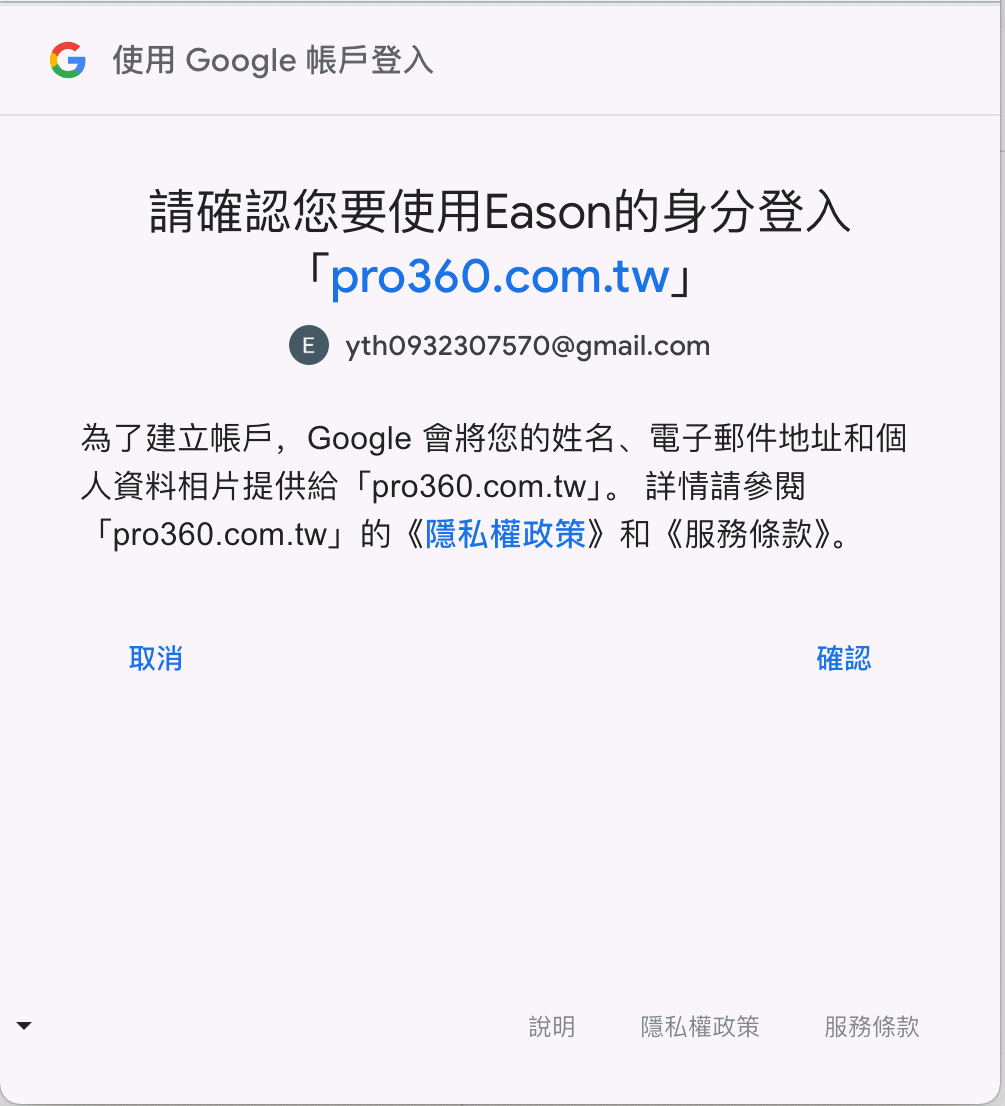 使用 Google 帳戶登入
請確認您要使用Eason的身分登入
「pro360.com.tw」
E yth0932307570@gmail.com
為了建立帳戶，Google 會將您的姓名、電子郵件地址和個
人資料相片提供給「pro360.com.tw」。 詳情請參閱
「pro360.com.tw」的《隱私權政策》和《服務條款》。
取消 確認
說明 隱私權政策 服務條款